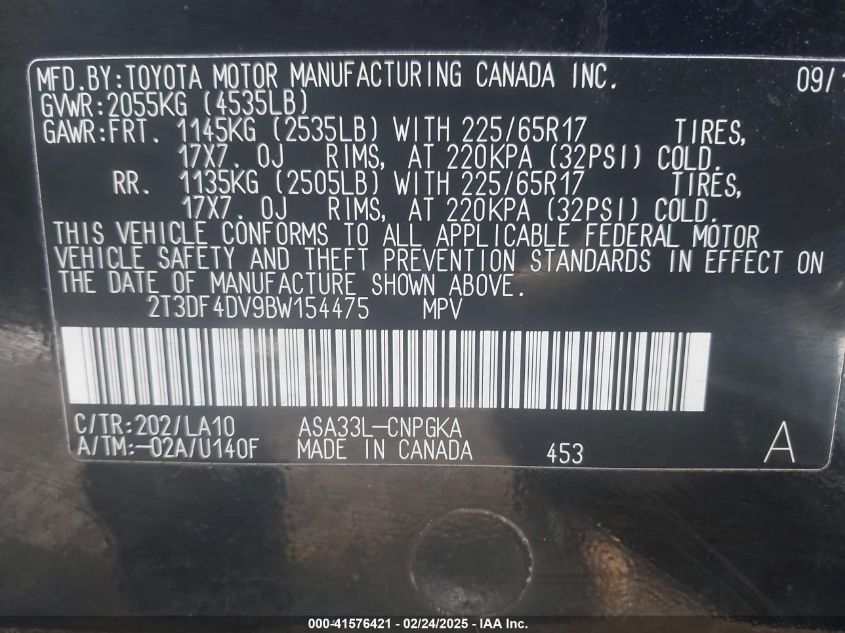 MFD.BY:TOYOTA MOTOR MANUFACTURING CANADA INC. 09/1
GVWR:2055KG (4535LB)
GAWR:FRT. 1145KG (2535LB) WITH 225/65R17 TIRES,
17X7.0J RIMS, AT 220KPA (32PSI) COLD.
RR. 1135KG (2505LB) WITH 225/65R17 TIRES,
17X7.0J RIMS, AT 220KPA (32PSI) COLD.
THIS VEHICLE CONFORMS TO ALL APPLICABLE FEDERAL MOTOR
VEHICLE SAFETY AND THEFT PREVENTION STANDARDS IN EFFECT ON
THE DATE OF MANUFACTURE SHOWN ABOVE.
2T3DF4DV9BW154475 MPV
C/TR:202/LA10 ASA33L-CNPGKA
A/TM:-02A/U140F MADE IN CANADA 453 A
000-41576421 - 02/24/2025 - IAA Inc.